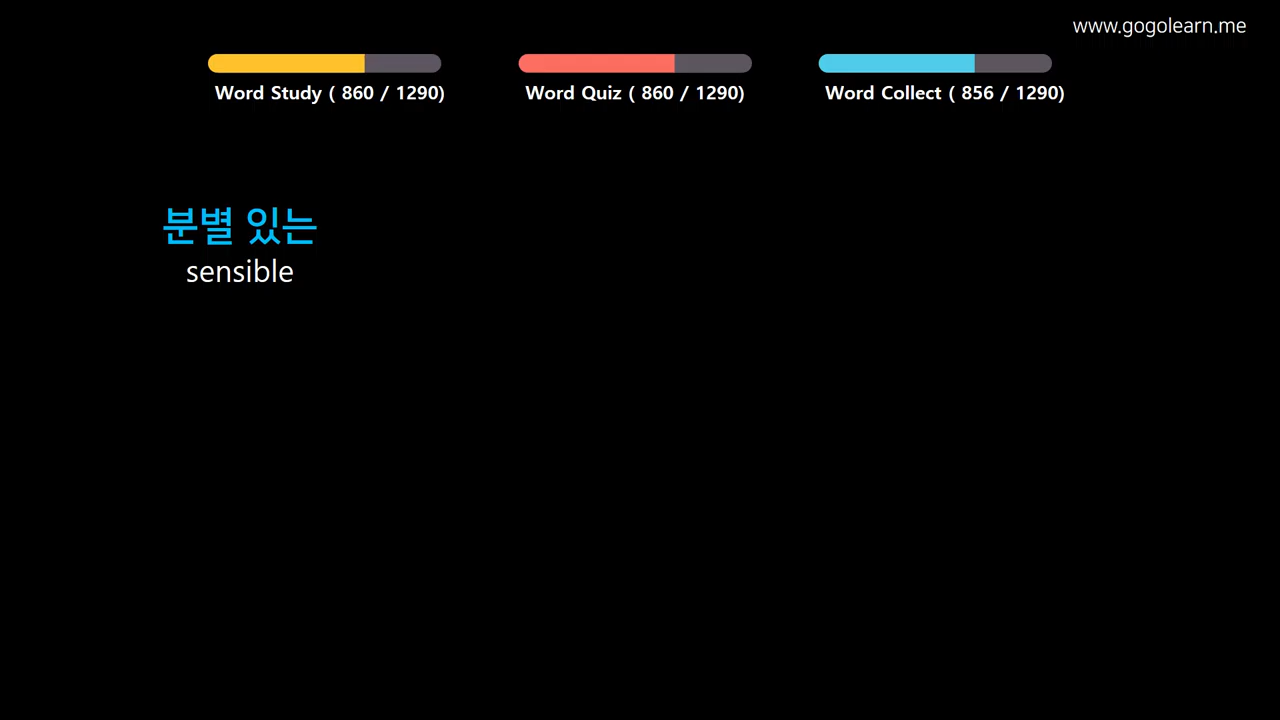 www.gogolearn.me
Word Study ( 860 / 1290)
Word Quiz ( 860 / 1290)
Word Collect ( 856 / 1290)
분별 있는
sensible